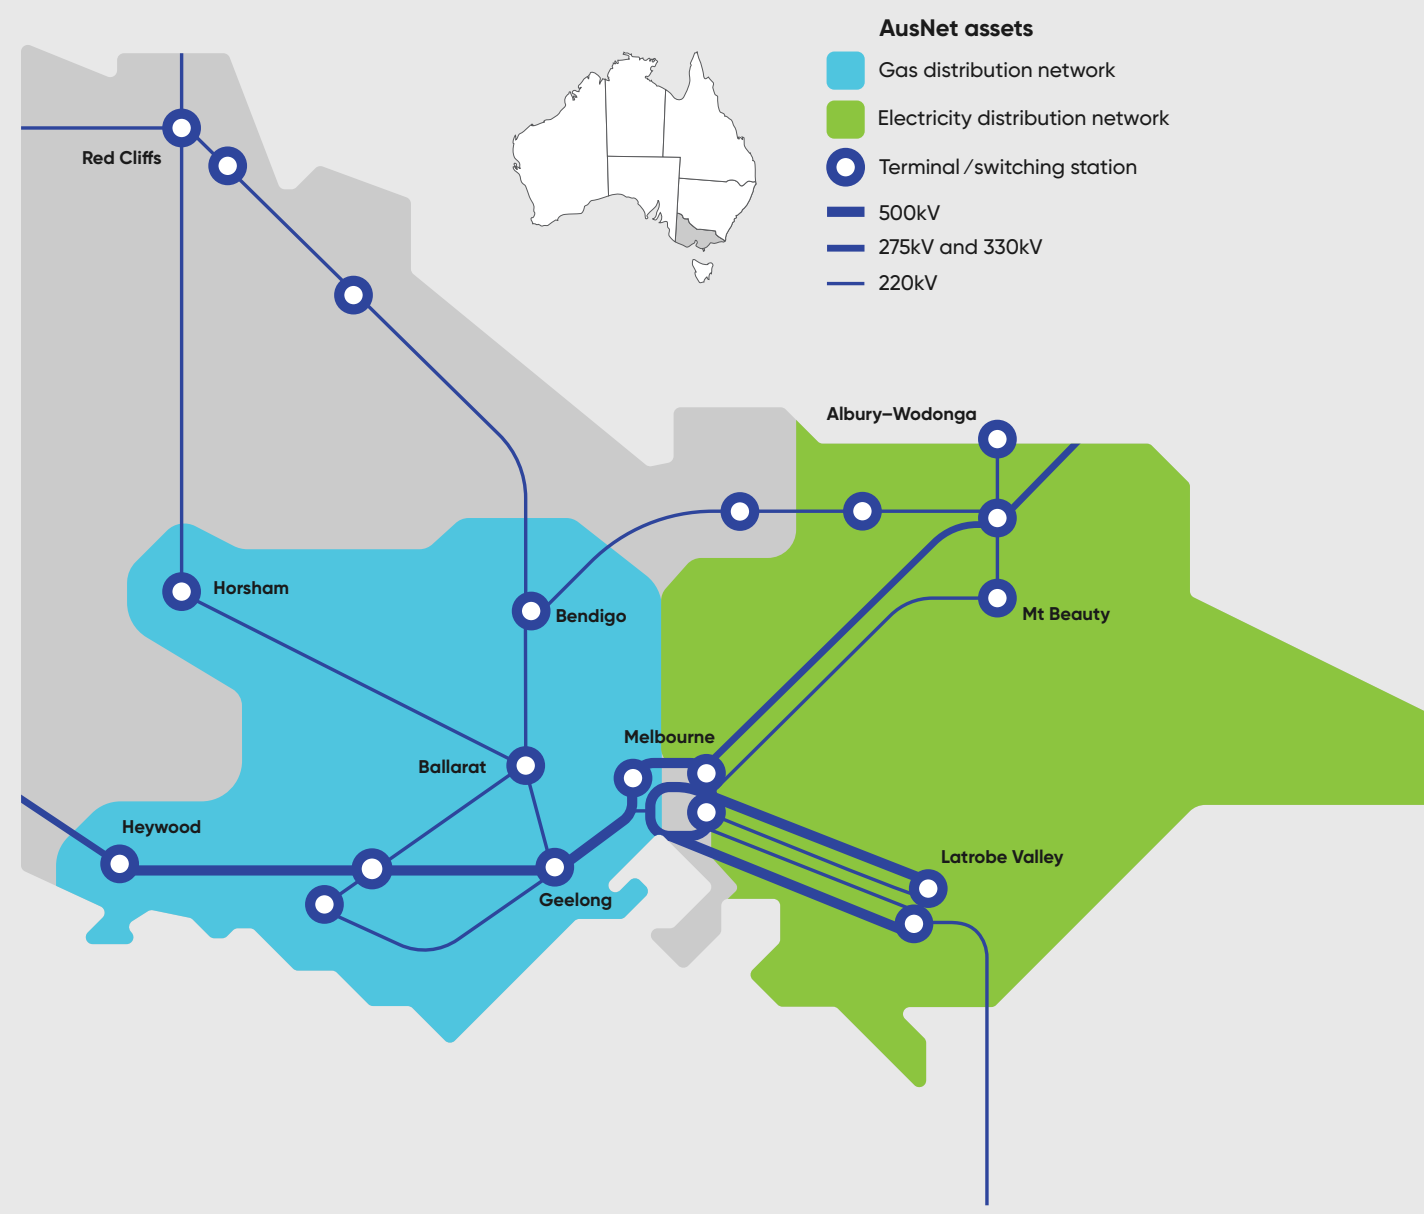 AusNet assets
Gas distribution network
Electricity distribution network
Terminal/switching station
500kV
275kV and 330kV
220kV
Red Cliffs
Albury–Wodonga
Horsham
Bendigo
Mt Beauty
Melbourne
Ballarat
Heywood
Latrobe Valley
Geelong